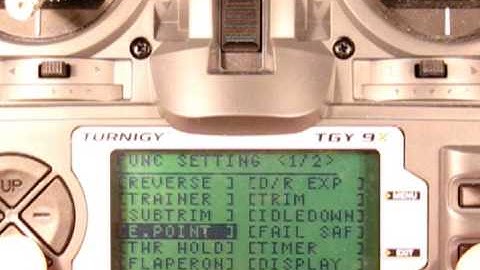 TURNIGY TGY 9X
FUNC SETTING <1/2>
[REVERSE ] [D/R EXP ]
[TRAINER ] [TRIM
[SUBTRIM ] [IDLEDOWN]
[E.POINT ] [FAIL SAF]
[THR HOLD] [TIMER ]
[FLAPERON] [DISPLAY ]
UP
MENU
EXIT